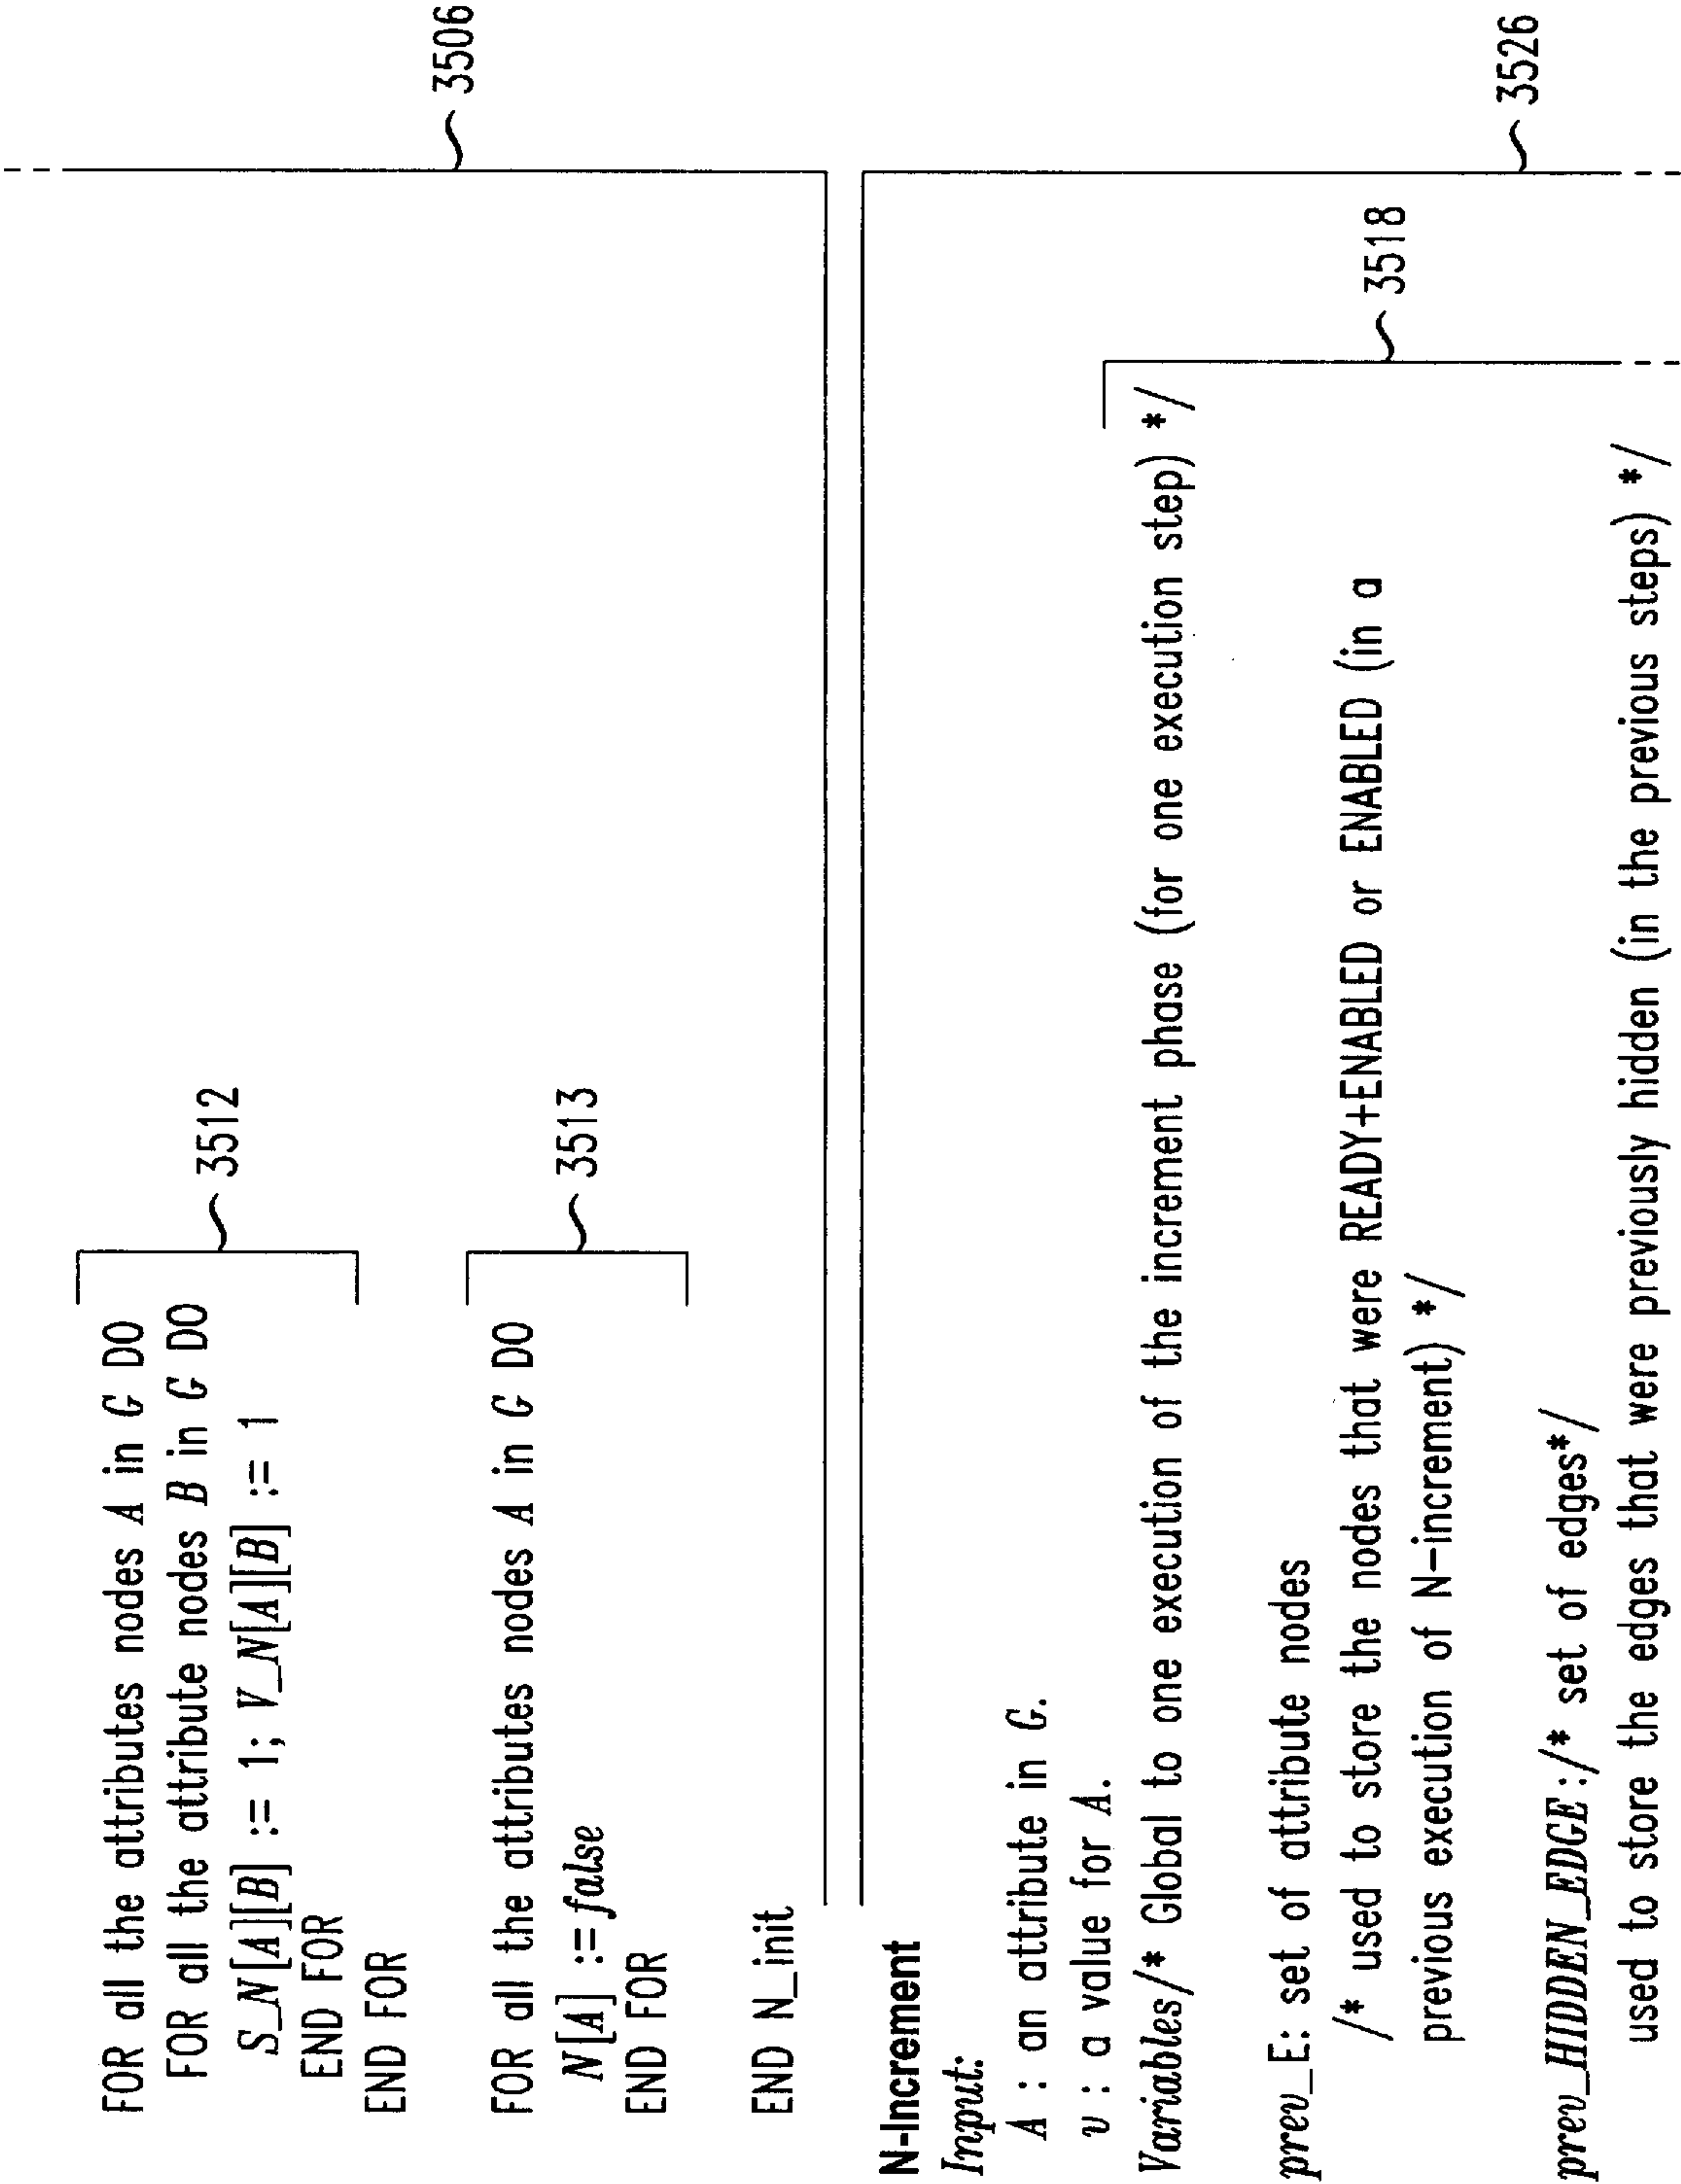 FOR all the attributes nodes A in G DO
FOR all the attribute nodes B in G DO
S_N[A][B] := 1; V_N[A][B] := 1
END FOR
END FOR
3512
FOR all the attributes nodes A in G DO
N[A] := false
END FOR
3513
END N_init
3506
N-Increment
Input:
A : an attribute in G.
v : a value for A.
Variables/* Global to one execution of the increment phase (for one execution step) */
prev_E: set of attribute nodes
/* used to store the nodes that were READY+ENABLED or ENABLED (in a
previous execution of N-increment) */
prev_HIDDEN_EDGE:/* set of edges*/
used to store the edges that were previously hidden (in the previous steps) */
3518
3526